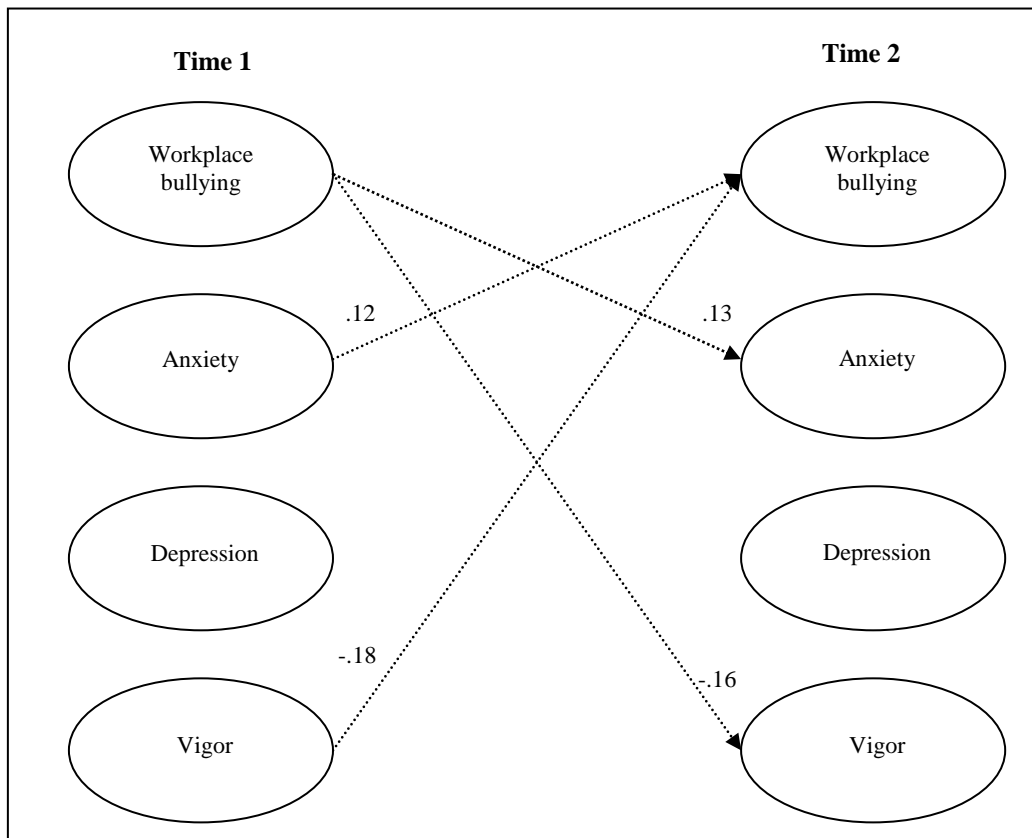 Time 1
Time 2
Workplace
bullying
Workplace
bullying
.12
.13
Anxiety
Anxiety
Depression
Depression
-.18
-.16
Vigor
Vigor